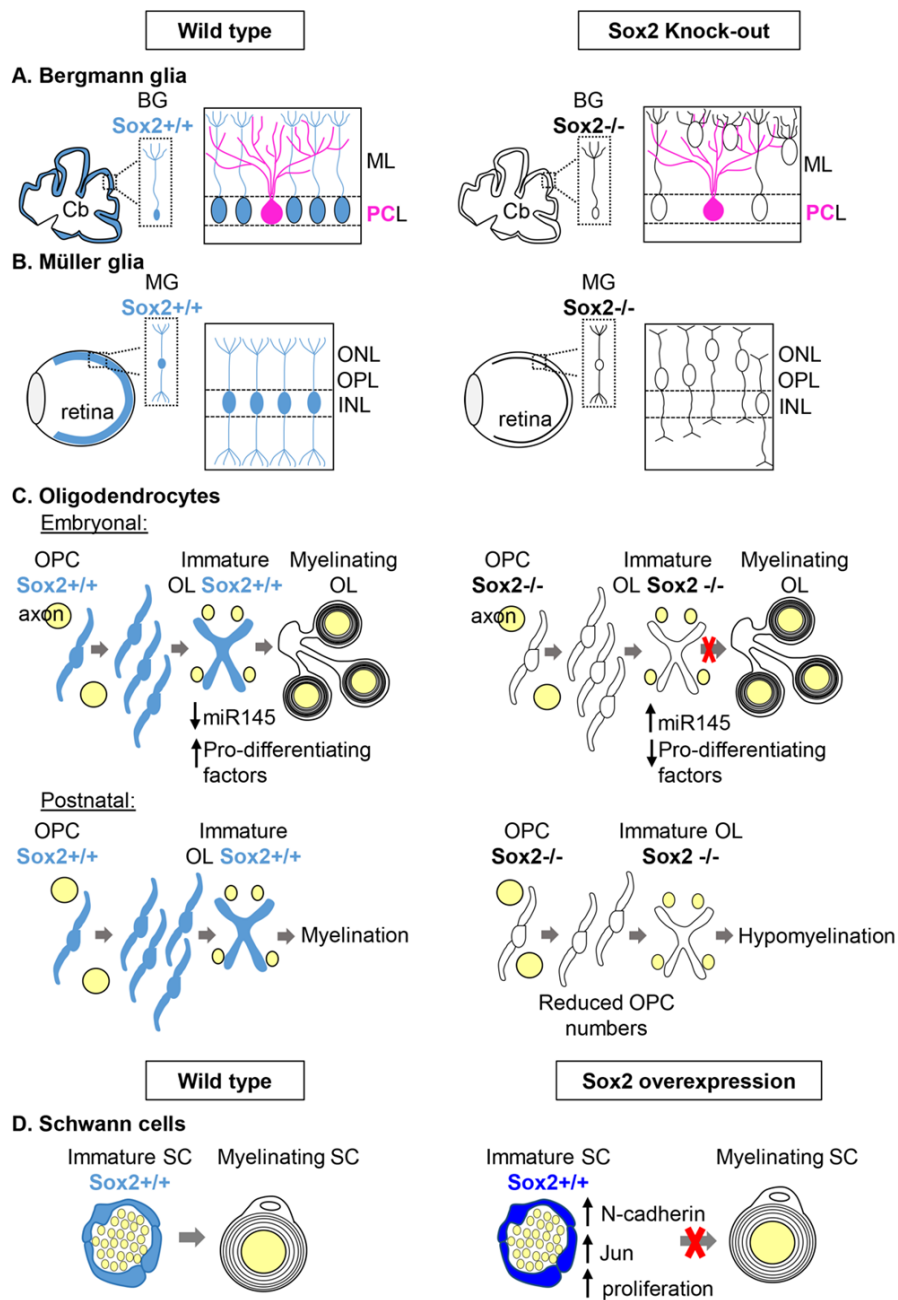 Wild type
Sox2 Knock-out
A. Bergmann glia
BG
Sox2+/+
Cb
ML
PCL
BG
Sox2-/-
Cb
ML
PCL
B. Müller glia
MG
Sox2+/+
retina
ONL
OPL
INL
MG
Sox2-/-
retina
ONL
OPL
INL
C. Oligodendrocytes
Embryonal:
OPC
Sox2+/+
axon
Immature
OL Sox2+/+
Myelinating
OL
miR145
Pro-differentiating
factors
OPC
Sox2-/-
axon
Immature
OL Sox2 -/-
Myelinating
OL
miR145
Pro-differentiating
factors
Postnatal:
OPC
Sox2+/+
Immature
OL Sox2+/+
Myelination
OPC
Sox2-/-
Immature OL
Sox2 -/-
Hypomyelination
Reduced OPC
numbers
Wild type
Sox2 overexpression
D. Schwann cells
Immature SC
Sox2+/+
Myelinating SC
Immature SC
Sox2+/+
N-cadherin
Jun
proliferation
Myelinating SC